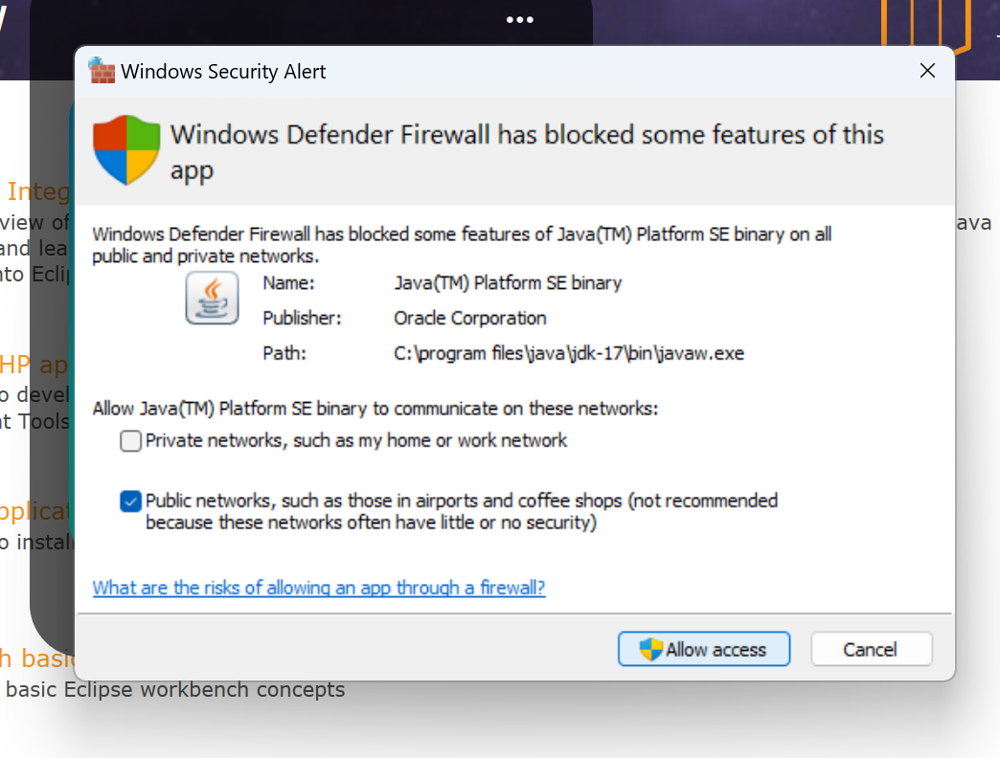 •••
Windows Security Alert
Windows Defender Firewall has blocked some features of this
app
Windows Defender Firewall has blocked some features of Java(TM) Platform SE binary on all
public and private networks.
Name: Java(TM) Platform SE binary
Publisher: Oracle Corporation
Path: C:\program files\java\jdk-17\bin\javaw.exe
Allow Java(TM) Platform SE binary to communicate on these networks:
Private networks, such as my home or work network
Public networks, such as those in airports and coffee shops (not recommended
because these networks often have little or no security)
What are the risks of allowing an app through a firewall?
Allow access Cancel
Integ
view of ava
and lea
nto Eclip
HP ap
o devel
t Tools
pplicat
o instal
h basic
basic Eclipse workbench concepts